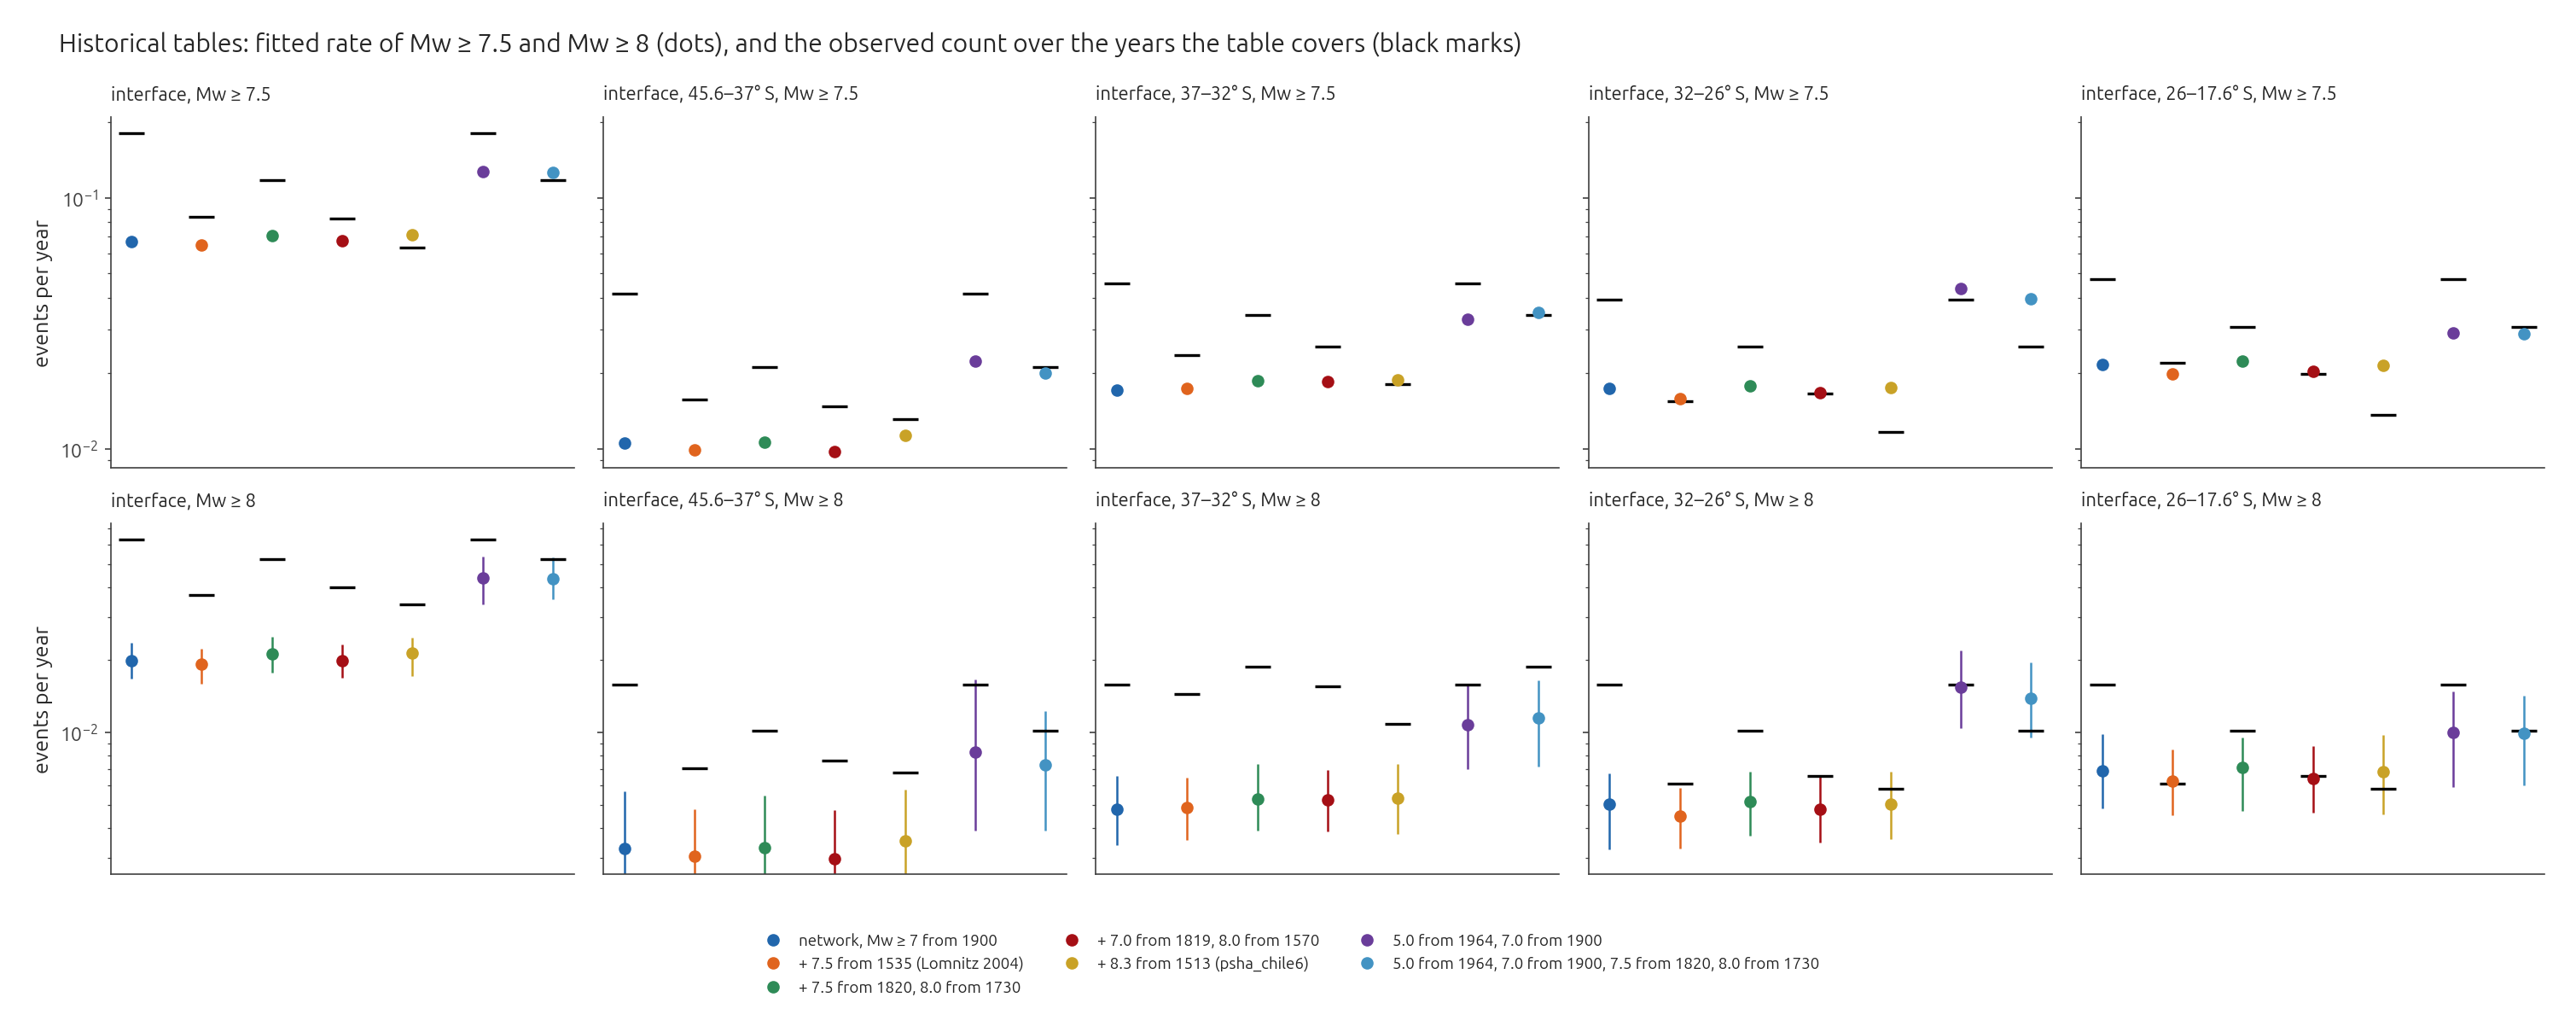 Historical tables: fitted rate of Mw ≥ 7.5 and Mw ≥ 8 (dots), and the observed count over the years the table covers (black marks)
interface, Mw ≥ 7.5
interface, 45.6–37° S, Mw ≥ 7.5
interface, 37–32° S, Mw ≥ 7.5
interface, 32–26° S, Mw ≥ 7.5
interface, 26–17.6° S, Mw ≥ 7.5
events per year
10⁻¹
10⁻²
interface, Mw ≥ 8
interface, 45.6–37° S, Mw ≥ 8
interface, 37–32° S, Mw ≥ 8
interface, 32–26° S, Mw ≥ 8
interface, 26–17.6° S, Mw ≥ 8
events per year
10⁻²
network, Mw ≥ 7 from 1900
+ 7.5 from 1535 (Lomnitz 2004)
+ 7.5 from 1820, 8.0 from 1730
+ 7.0 from 1819, 8.0 from 1570
+ 8.3 from 1513 (psha_chile6)
5.0 from 1964, 7.0 from 1900
5.0 from 1964, 7.0 from 1900, 7.5 from 1820, 8.0 from 1730